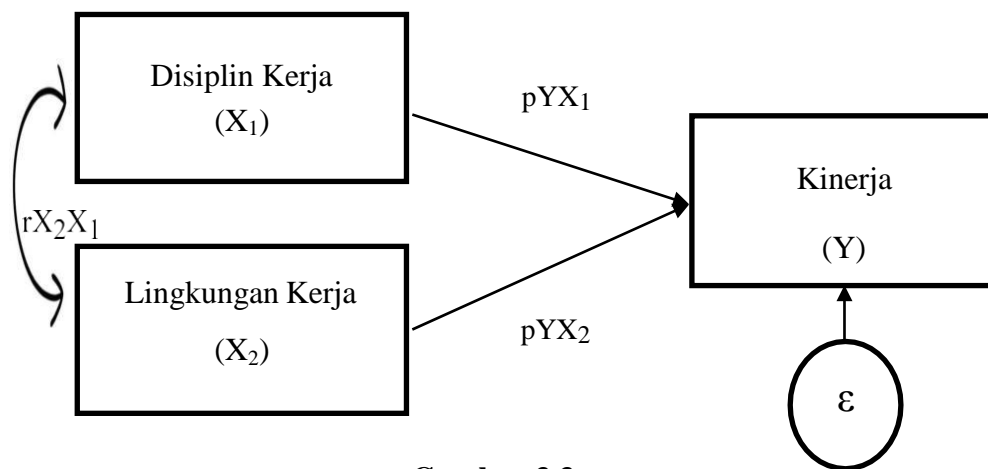 Disiplin Kerja
(X₁)
pYX₁
Kinerja
(Y)
rX₂X₁
Lingkungan Kerja
(X₂)
pYX₂
ε